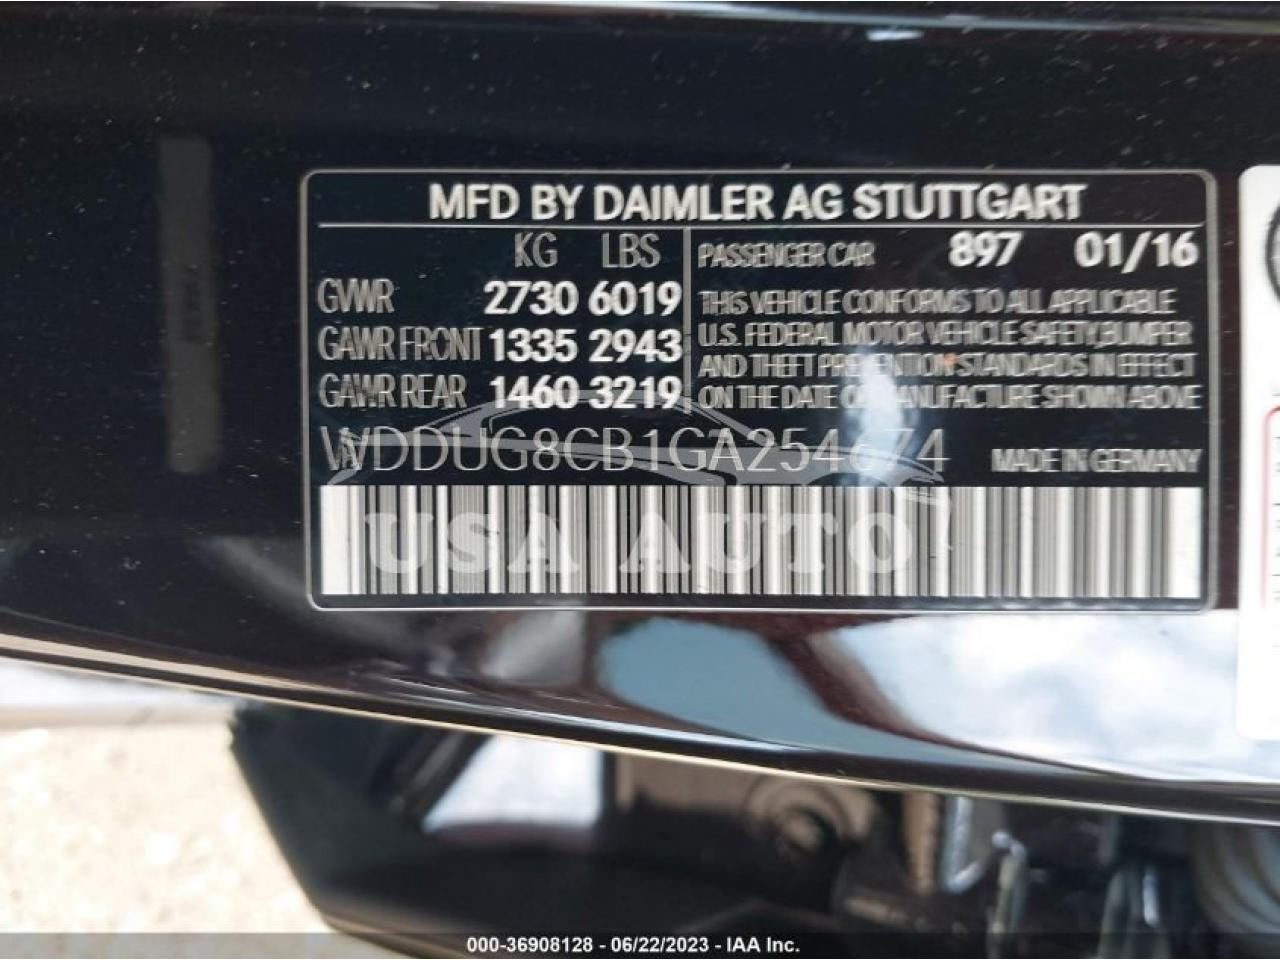 MFD BY DAIMLER AG STUTTGART
KG LBS
GVWR 2730 6019
GAWR FRONT 1335 2943
GAWR REAR 1460 3219
PASSENGER CAR 897 01/16
THIS VEHICLE CONFORMS TO ALL APPLICABLE
U.S. FEDERAL MOTOR VEHICLE SAFETY, BUMPER
AND THEFT PREVENTION STANDARDS IN EFFECT
ON THE DATE OF MANUFACTURE SHOWN ABOVE
WDDUG8CB1GA254674 MADE IN GERMANY
USA AUTO
000-36908128 - 06/22/2023 - IAA Inc.